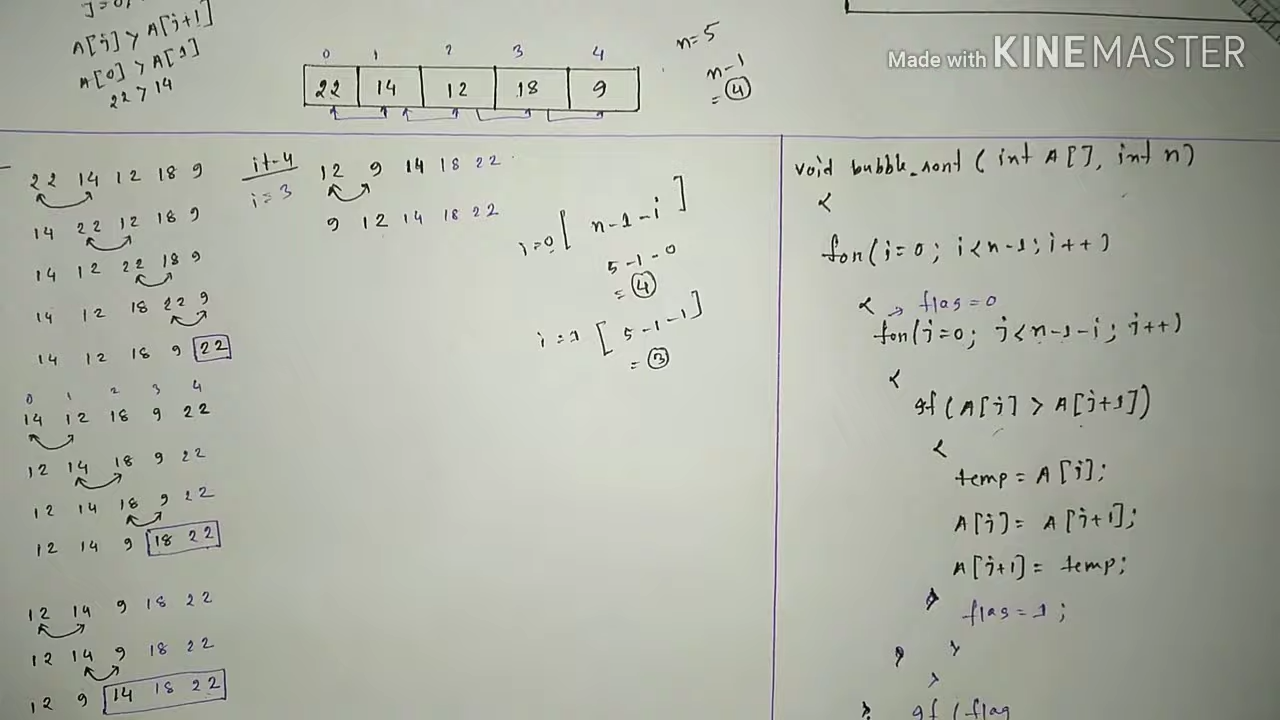 J=0,
A[j] > A[j+1]
A[0] > A[1]
22 > 14
0 1 2 3 4
22 14 12 18 9
n=5
n-1
= 4
Made with KINEMASTER
22 14 12 18 9
14 22 12 18 9
14 12 22 18 9
14 12 18 22 9
14 12 18 9 22
0 1 2 3 4
14 12 18 9 22
12 14 18 9 22
12 14 18 9 22
12 14 9 18 22
12 14 9 18 22
12 14 9 18 22
12 9 14 18 22
it-4
i=3
12 9 14 18 22
9 12 14 18 22
i=0 [ n-1-i ]
5-1-0
= 4
i=1 [ 5-1-1 ]
= 3
void bubble_sort ( int A[], int n)
{
for(i=0; i<n-1; i++)
{ → flag=0
for(j=0; j<n-1-i; j++)
{
if(A[j] > A[j+1])
{
temp = A[j];
A[j] = A[j+1];
A[j+1] = temp;
}
flag=1;
}
}
}
} if (flag